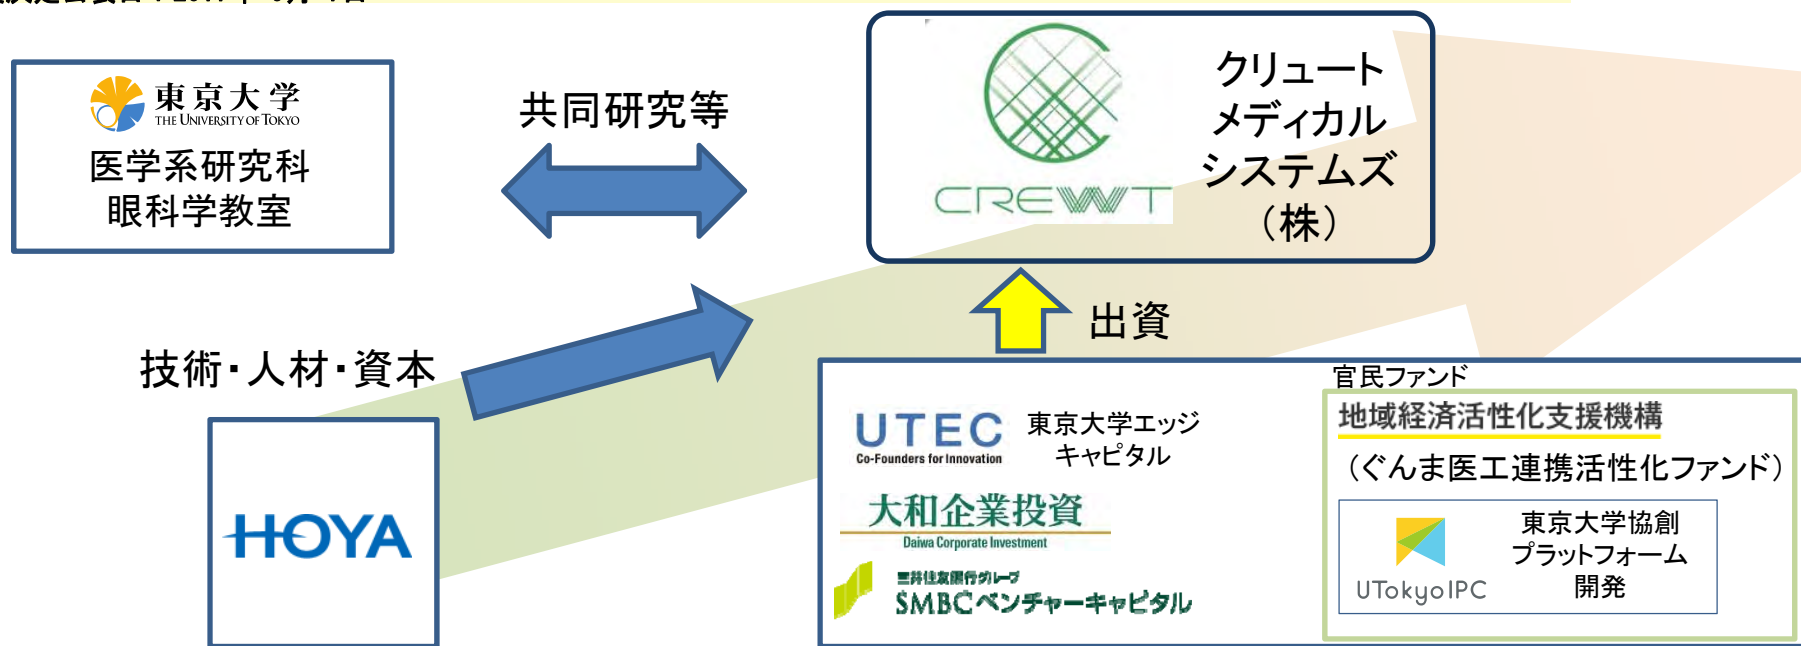 東京大学
THE UNIVERSITY OF TOKYO
医学系研究科
眼科学教室
共同研究等
CREWT
クリュート
メディカル
システムズ
（株）
技術・人材・資本
出資
HOYA
UTEC
Co-Founders for Innovation
東京大学エッジ
キャピタル
大和企業投資
Daiwa Corporate Investment
三井住友銀行グループ
SMBCベンチャーキャピタル
官民ファンド
地域経済活性化支援機構
（ぐんま医工連携活性化ファンド）
UTokyoIPC
東京大学協創
プラットフォーム
開発